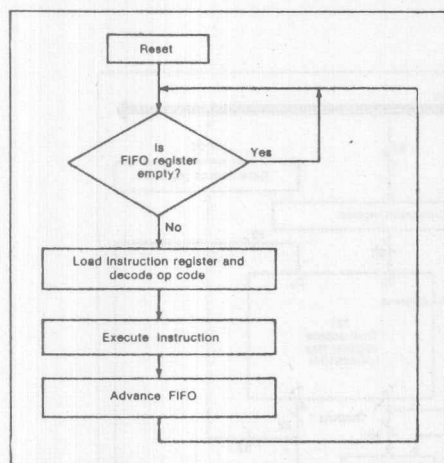 Reset
Is
FIFO register
empty?
Yes
No
Load Instruction register and
decode op code
Execute Instruction
Advance FIFO